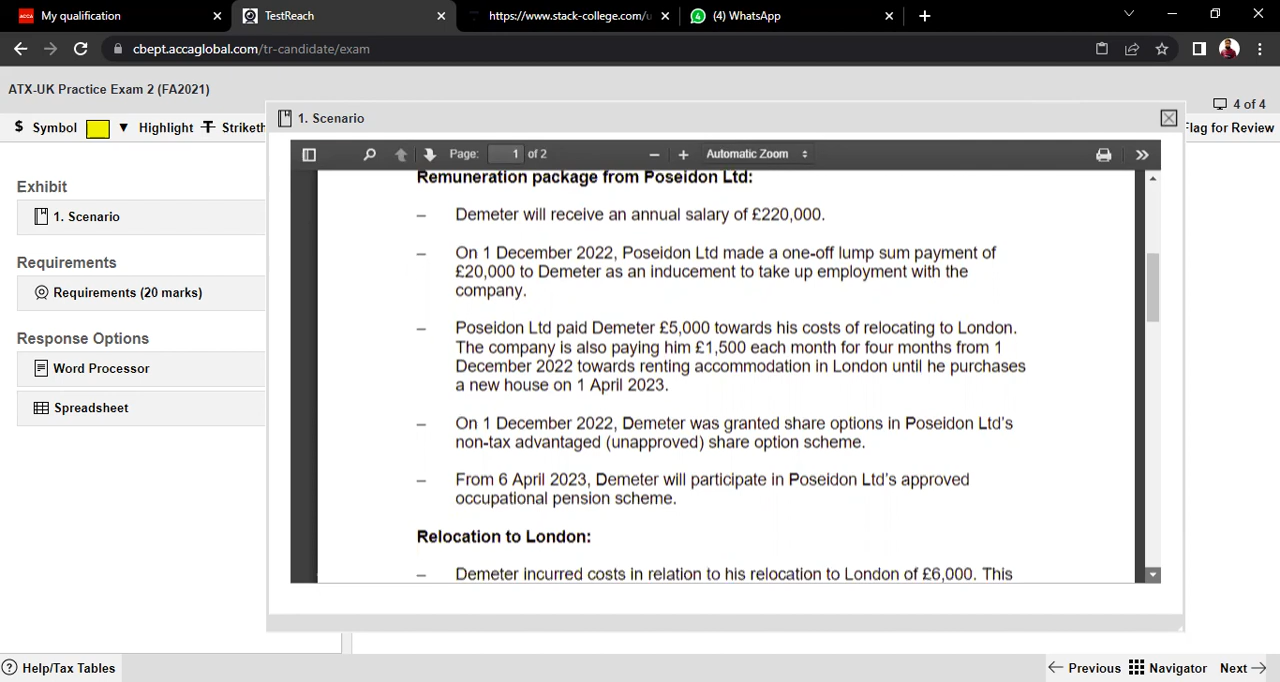 My qualification
TestReach
https://www.stack-college.com/u
(4) WhatsApp
cbept.accaglobal.com/tr-candidate/exam
ATX-UK Practice Exam 2 (FA2021)
4 of 4
$ Symbol
Highlight
Striketh
Flag for Review
1. Scenario
Page: 1 of 2
Automatic Zoom
Exhibit
1. Scenario
Requirements
Requirements (20 marks)
Response Options
Word Processor
Spreadsheet
Remuneration package from Poseidon Ltd:
– Demeter will receive an annual salary of £220,000.
– On 1 December 2022, Poseidon Ltd made a one-off lump sum payment of
£20,000 to Demeter as an inducement to take up employment with the
company.
– Poseidon Ltd paid Demeter £5,000 towards his costs of relocating to London.
The company is also paying him £1,500 each month for four months from 1
December 2022 towards renting accommodation in London until he purchases
a new house on 1 April 2023.
– On 1 December 2022, Demeter was granted share options in Poseidon Ltd's
non-tax advantaged (unapproved) share option scheme.
– From 6 April 2023, Demeter will participate in Poseidon Ltd's approved
occupational pension scheme.
Relocation to London:
– Demeter incurred costs in relation to his relocation to London of £6,000. This
Help/Tax Tables
Previous
Navigator
Next